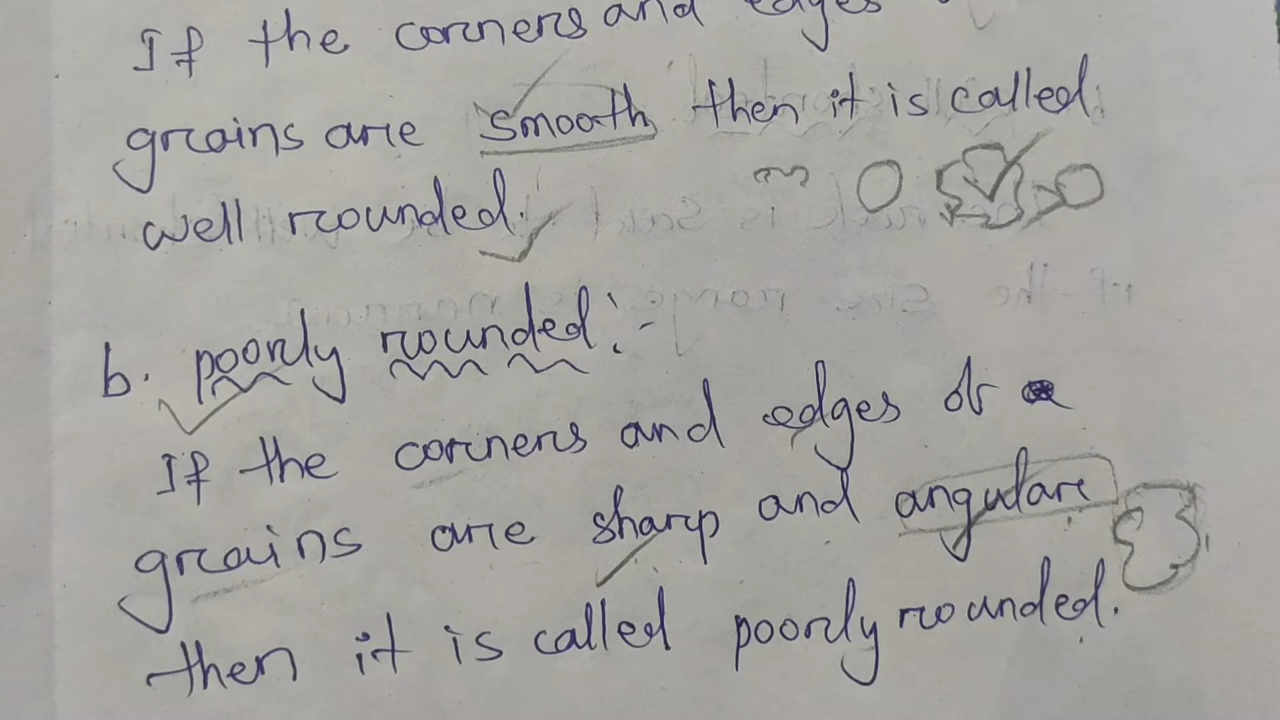 If the corners and edges
grains are smooth then it is called
well rounded.
b. poorly rounded :-
If the corners and edges of
grains are sharp and angular
then it is called poorly rounded.